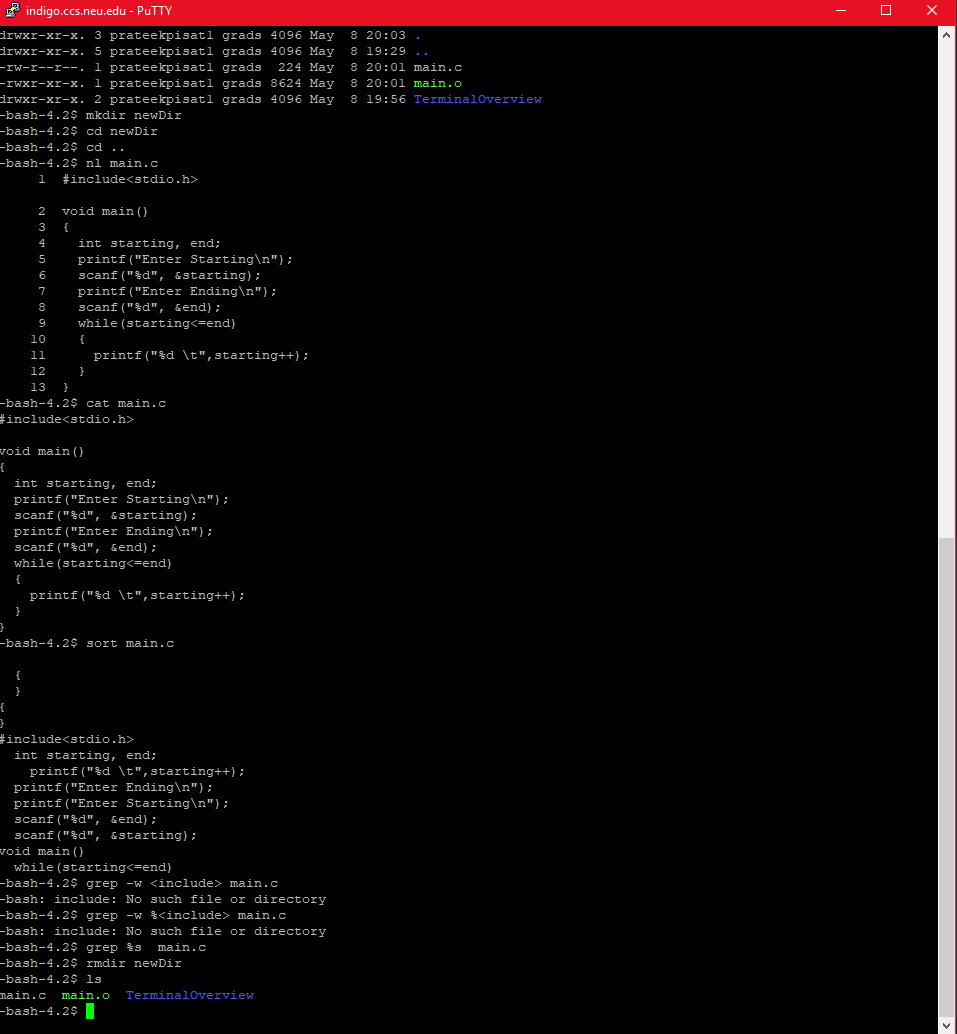 indigo.ccs.neu.edu - PuTTY
drwxr-xr-x. 3 prateekpisat1 grads 4096 May  8 20:03 .
drwxr-xr-x. 5 prateekpisat1 grads 4096 May  8 19:29 ..
-rw-r--r--. 1 prateekpisat1 grads  224 May  8 20:01 main.c
-rwxr-xr-x. 1 prateekpisat1 grads 8624 May  8 20:01 main.o
drwxr-xr-x. 2 prateekpisat1 grads 4096 May  8 19:56 TerminalOverview
-bash-4.2$ mkdir newDir
-bash-4.2$ cd newDir
-bash-4.2$ cd ..
-bash-4.2$ nl main.c
     1  #include<stdio.h>

     2  void main()
     3  {
     4    int starting, end;
     5    printf("Enter Starting\n");
     6    scanf("%d", &starting);
     7    printf("Enter Ending\n");
     8    scanf("%d", &end);
     9    while(starting<=end)
    10    {
    11      printf("%d \t",starting++);
    12    }
    13  }
-bash-4.2$ cat main.c
#include<stdio.h>

void main()
{
  int starting, end;
  printf("Enter Starting\n");
  scanf("%d", &starting);
  printf("Enter Ending\n");
  scanf("%d", &end);
  while(starting<=end)
  {
    printf("%d \t",starting++);
  }
}
-bash-4.2$ sort main.c

  {
  }
{
}
#include<stdio.h>
  int starting, end;
    printf("%d \t",starting++);
  printf("Enter Ending\n");
  printf("Enter Starting\n");
  scanf("%d", &end);
  scanf("%d", &starting);
void main()
  while(starting<=end)
-bash-4.2$ grep -w <include> main.c
-bash: include: No such file or directory
-bash-4.2$ grep -w %<include> main.c
-bash: include: No such file or directory
-bash-4.2$ grep %s  main.c
-bash-4.2$ rmdir newDir
-bash-4.2$ ls
main.c  main.o  TerminalOverview
-bash-4.2$